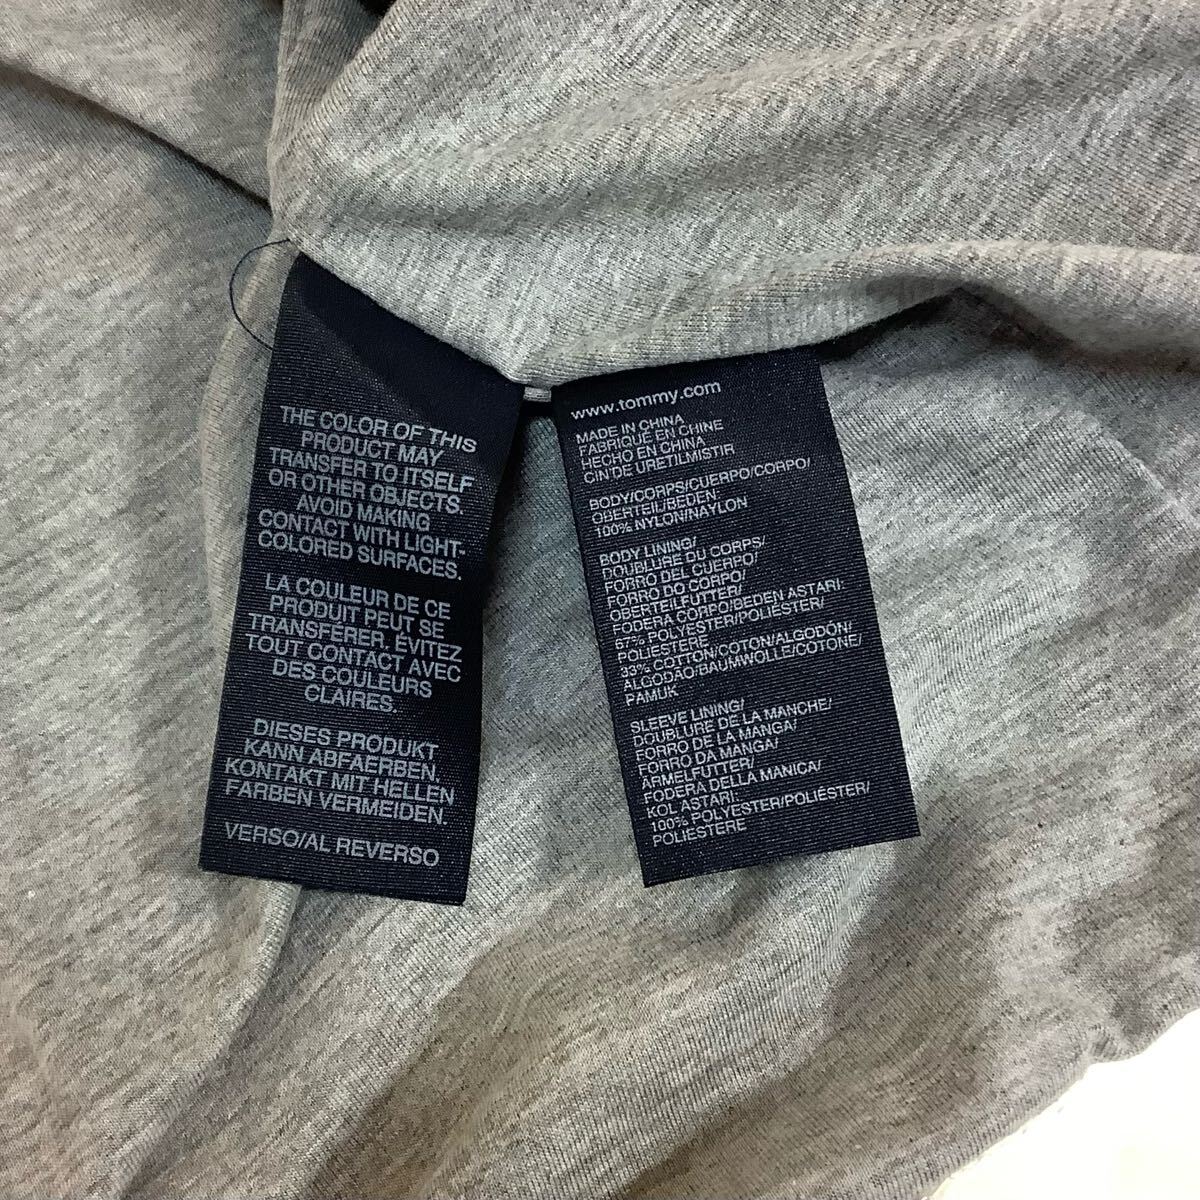 THE COLOR OF THIS
PRODUCT MAY
TRANSFER TO ITSELF
OR OTHER OBJECTS.
AVOID MAKING
CONTACT WITH LIGHT-
COLORED SURFACES.
LA COULEUR DE CE
PRODUIT PEUT SE
TRANSFÉRER. ÉVITEZ
TOUT CONTACT AVEC
DES COULEURS
CLAIRES.
DIESES PRODUKT
KANN ABFAERBEN.
KONTAKT MIT HELLEN
FARBEN VERMEIDEN.
VERSO/AL REVERSO
www.tommy.com
MADE IN CHINA
FABRIQUÉ EN CHINE
HECHO EN CHINA
CIN'DE URETILMISTIR
BODY/CORPS/CUERPO/CORPO/
OBERTEIL/BEDEN
100% NYLON/NAYLON
BODY LINING/
DOUBLURE DU CORPS/
FORRO DEL CUERPO/
FORRO DO CORPO/
OBERTEILFUTTER/
FODERA CORPO/BEDEN ASTARI:
67% POLYESTER/POLIÉSTER/
POLIESTERE
33% COTTON/COTON/ALGODÓN/
ALGODÃO/BAUMWOLLE/COTONE/
PAMUK
SLEEVE LINING/
DOUBLURE DE LA MANCHE/
FORRO DE LA MANGA/
FORRO DA MANGA/
ÄRMELFUTTER/
FODERA DELLA MANICA/
KOL ASTARI:
100% POLYESTER/POLIÉSTER/
POLIESTERE